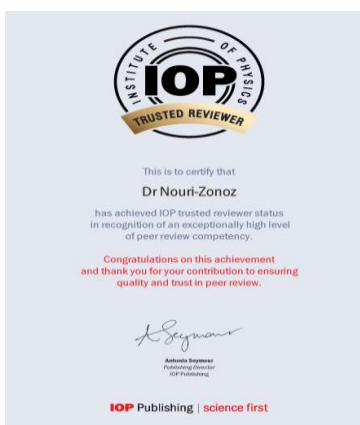 INSTITUTE OF PHYSICS
IOP
TRUSTED REVIEWER
This is to certify that
Dr Nouri-Zonoz
has achieved IOP trusted reviewer status
in recognition of an exceptionally high level
of peer review competency.
Congratulations on this achievement
and thank you for your contribution to ensuring
quality and trust in peer review.
A Seymour
Antonia Seymour
Publishing Director
IOP Publishing
IOP Publishing | science first